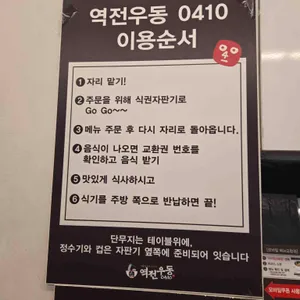 역전우동 0410
이용순서
1 자리 맡기!
2 주문을 위해 식권자판기로
Go Go~~
3 메뉴 주문 후 다시 자리로 돌아옵니다.
4 음식이 나오면 교환권 번호를
확인하고 음식 받기
5 맛있게 식사하시고
6 식기를 주방 쪽으로 반납하면 끝!
단무지는 테이블위에,
정수기와 컵은 자판기 옆쪽에 준비되어 있습니다
역전우동
0410